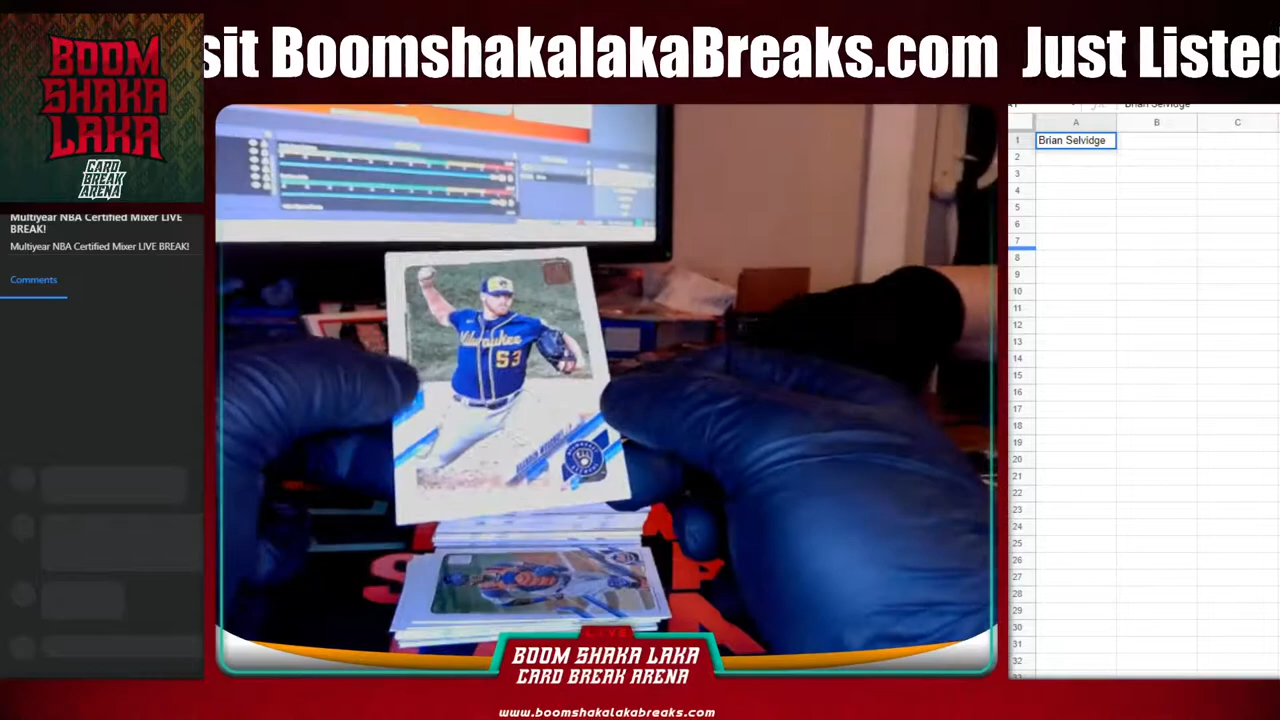 sit BoomshakalakaBreaks.com Just Listed
BOOM
SHAKA
LAKA
CARD
BREAK
ARENA
Multiyear NBA Certified Mixer LIVE
BREAK!
Multiyear NBA Certified Mixer LIVE BREAK!
Comments
Brian Selvidge
A B C
1 Brian Selvidge
2
3
4
5
6
7
8
9
10
11
12
13
14
15
16
17
18
19
20
21
22
23
24
25
26
27
28
29
30
31
32
Milwaukee
53
LIVE
BOOM SHAKA LAKA
CARD BREAK ARENA
www.boomshakalakabreaks.com